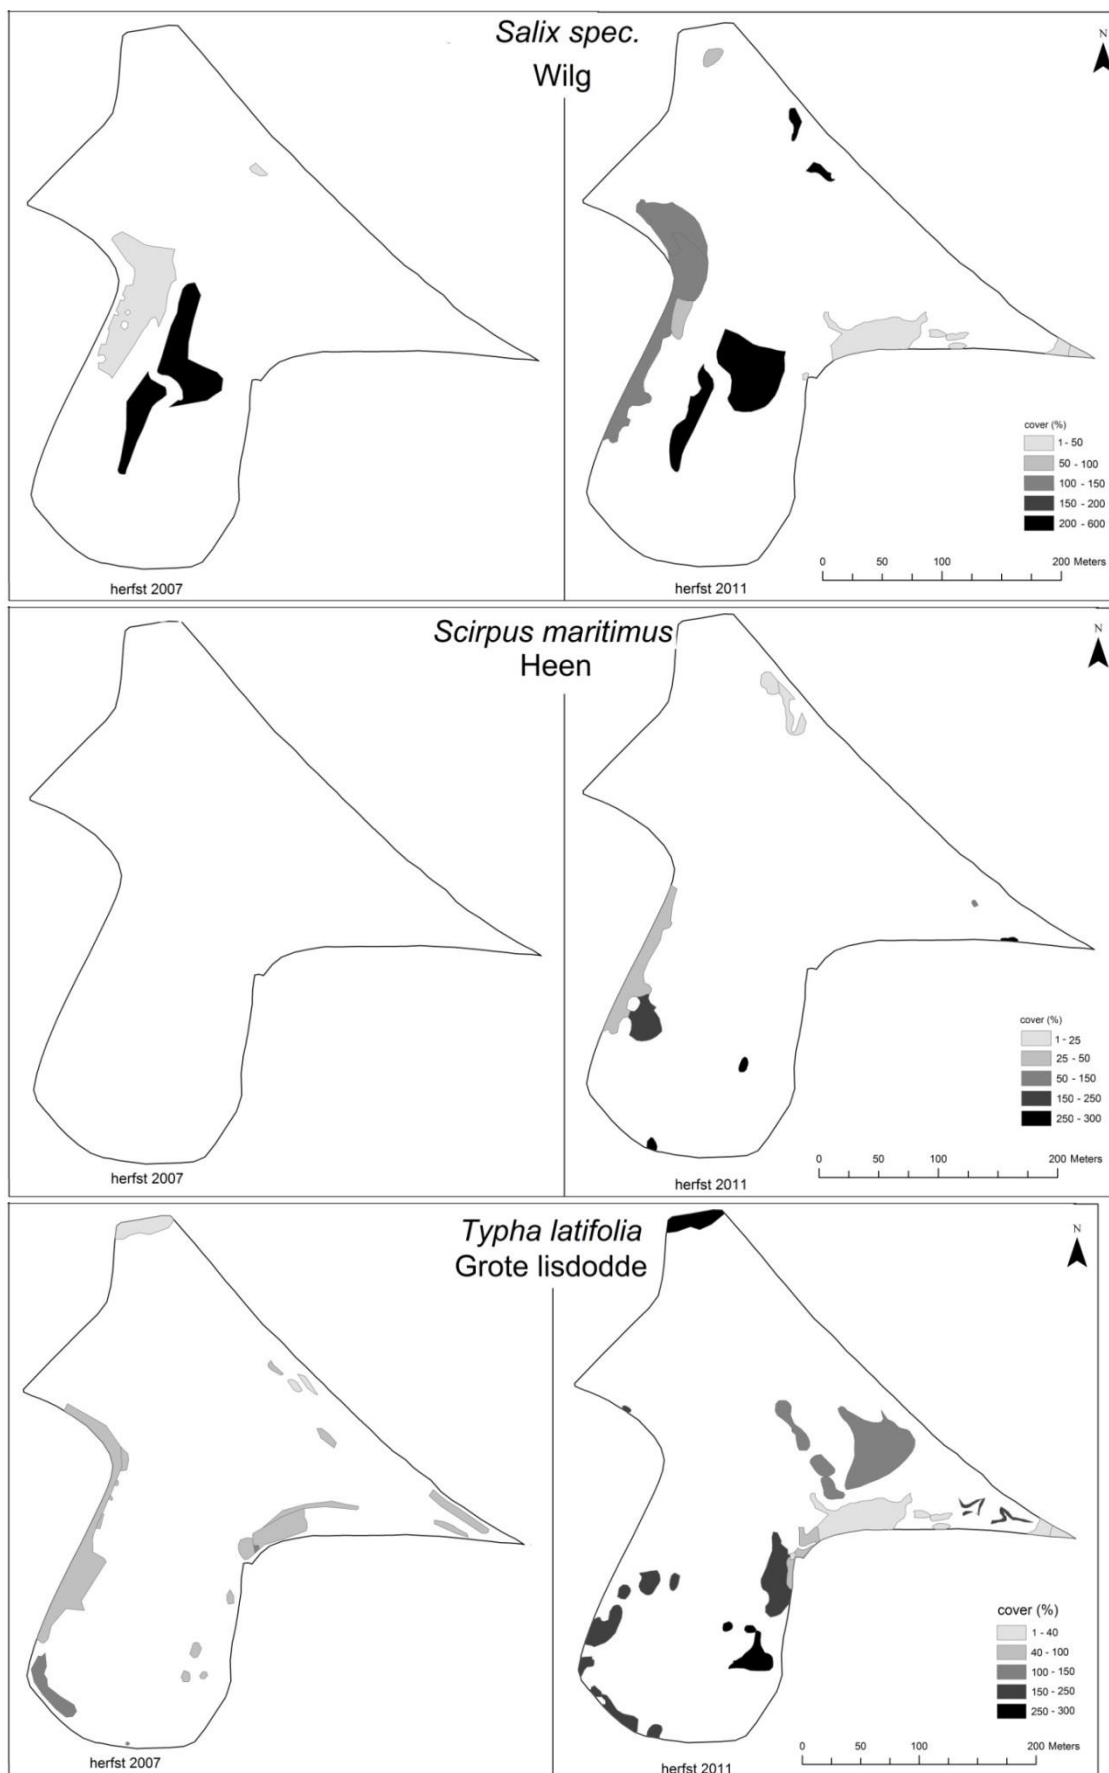 Salix spec.
Wilg
N
cover (%)
1 - 50
50 - 100
100 - 150
150 - 200
200 - 600
0 50 100 200 Meters
herfst 2007
herfst 2011
Scirpus maritimus
Heen
N
cover (%)
1 - 25
25 - 50
50 - 150
150 - 250
250 - 300
0 50 100 200 Meters
herfst 2007
herfst 2011
Typha latifolia
Grote lisdodde
N
cover (%)
1 - 40
40 - 100
100 - 150
150 - 250
250 - 300
0 50 100 200 Meters
herfst 2007
herfst 2011